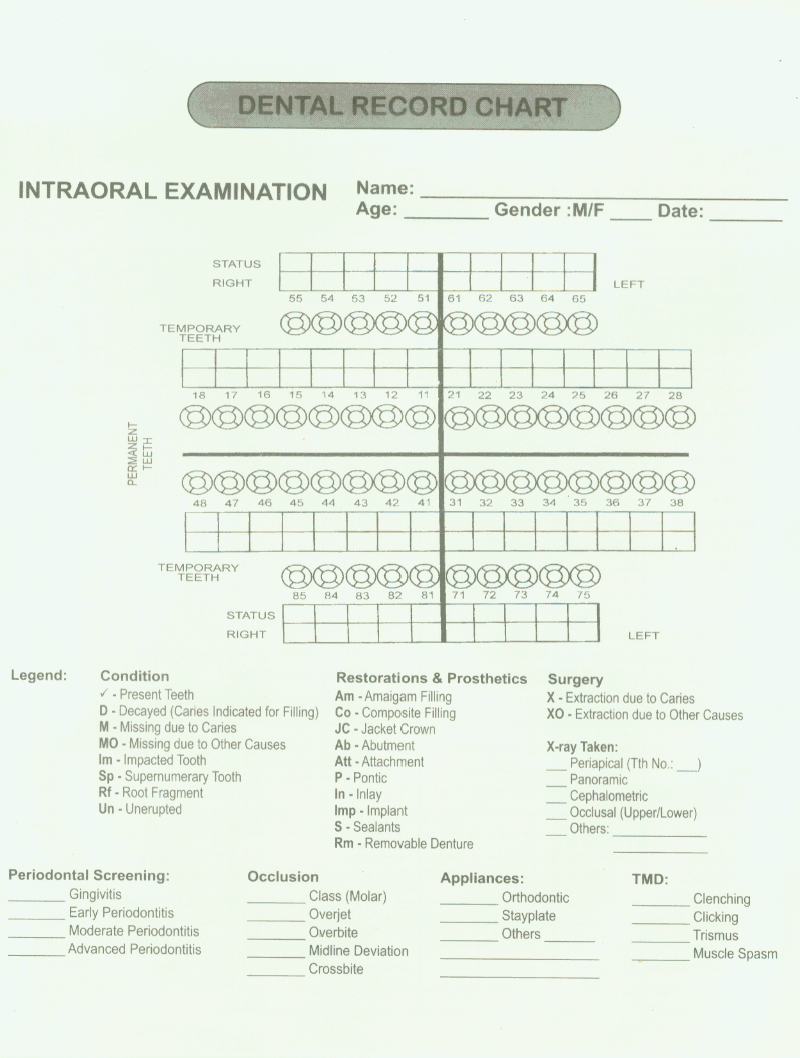 DENTAL RECORD CHART
INTRAORAL EXAMINATION
Name: ____________
Age: ________ Gender :M/F ____ Date: _______
STATUS
RIGHT
LEFT
55 54 53 52 51 61 62 63 64 65
TEMPORARY
TEETH
18 17 16 15 14 13 12 11 21 22 23 24 25 26 27 28
PERMANENT
TEETH
48 47 46 45 44 43 42 41 31 32 33 34 35 36 37 38
TEMPORARY
TEETH
85 84 83 82 81 71 72 73 74 75
STATUS
RIGHT
LEFT
Legend:
Condition
✓ - Present Teeth
D - Decayed (Caries Indicated for Filling)
M - Missing due to Caries
MO - Missing due to Other Causes
Im - Impacted Tooth
Sp - Supernumerary Tooth
Rf - Root Fragment
Un - Unerupted
Restorations & Prosthetics
Am - Amaigam Filling
Co - Composite Filling
JC - Jacket Crown
Ab - Abutment
Att - Attachment
P - Pontic
In - Inlay
Imp - Implant
S - Sealants
Rm - Removable Denture
Surgery
X - Extraction due to Caries
XO - Extraction due to Other Causes
X-ray Taken:
___ Periapical (Tth No.: ___)
___ Panoramic
___ Cephalometric
___ Occlusal (Upper/Lower)
___ Others: ____________
Periodontal Screening:
________ Gingivitis
________ Early Periodontitis
________ Moderate Periodontitis
________ Advanced Periodontitis
Occlusion
________ Class (Molar)
________ Overjet
________ Overbite
________ Midline Deviation
________ Crossbite
Appliances:
________ Orthodontic
________ Stayplate
________ Others _______
TMD:
________ Clenching
________ Clicking
________ Trismus
________ Muscle Spasm